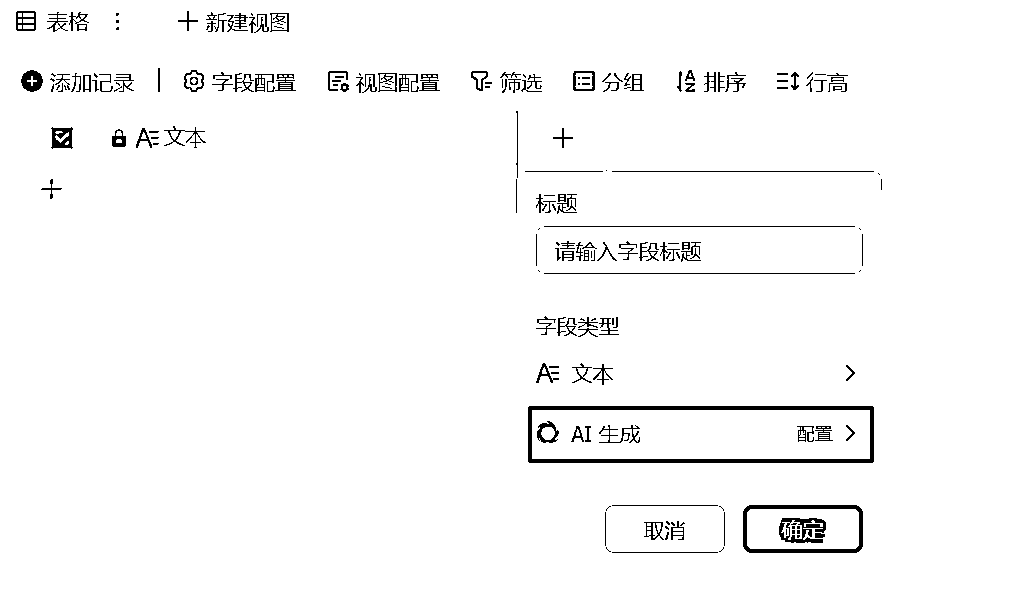 表格 新建视图
添加记录 字段配置 视图配置 筛选 分组 排序 行高
文本
标题
请输入字段标题
字段类型
文本
AI 生成 配置
取消 确定